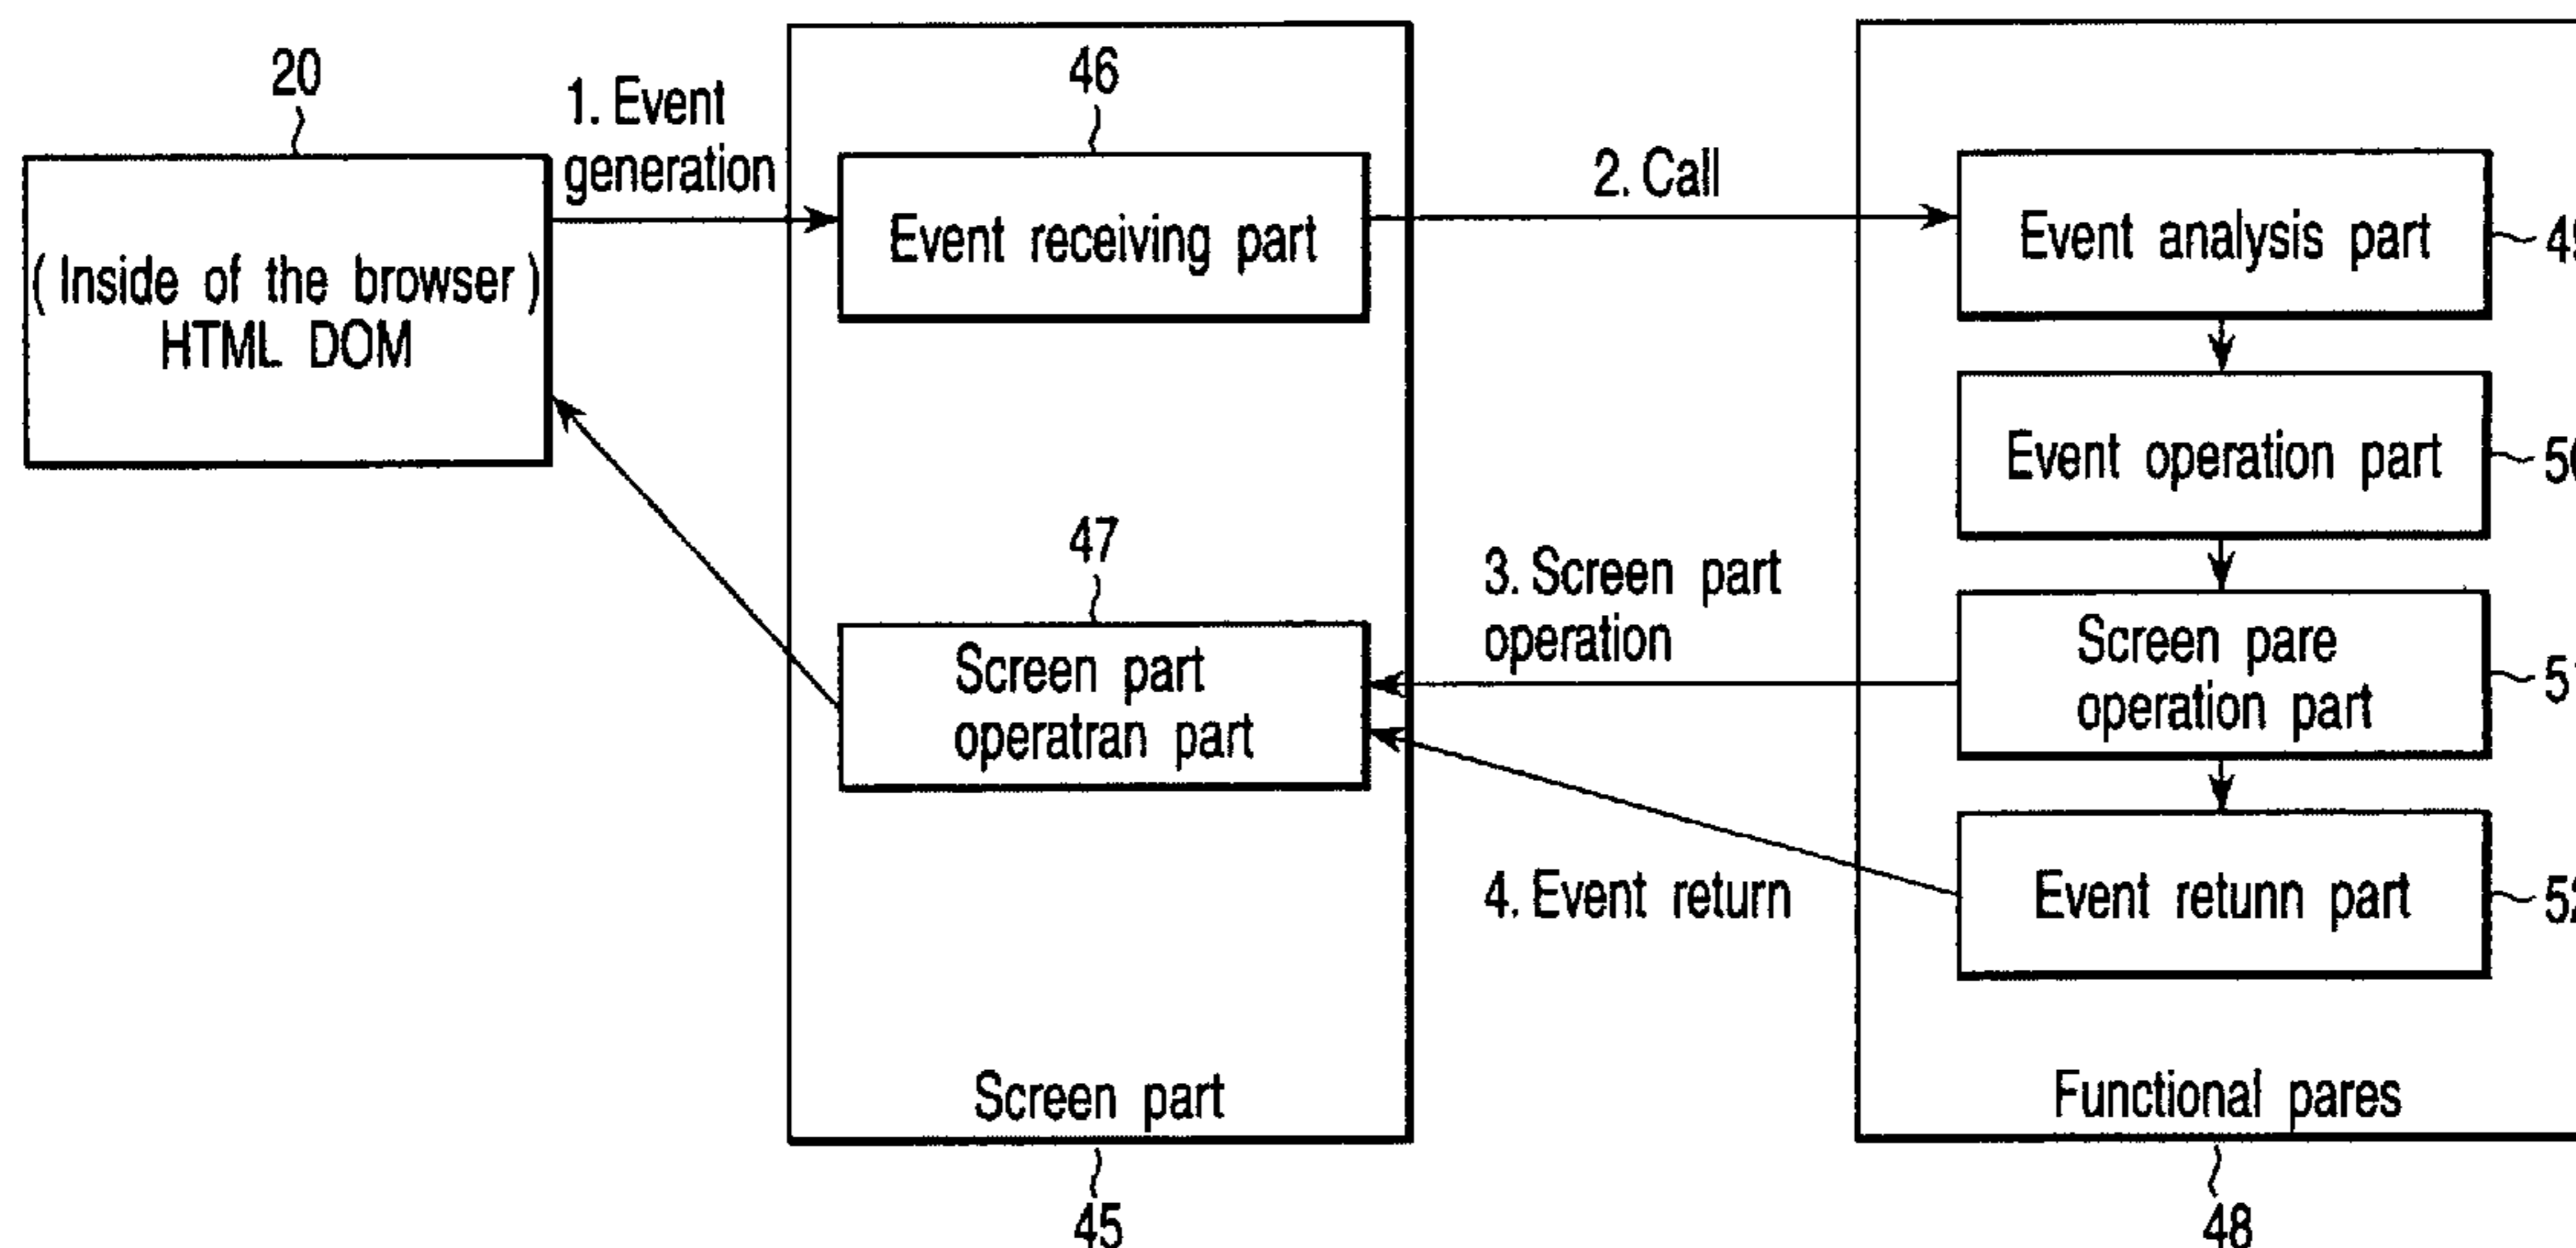 20
1. Event
generation
(Inside of the browser)
HTML DOM
46
Event receiving part
2. Call
Event analysis part
Event operation part
47
Screen part
operatran part
3. Screen part
operation
Screen pare
operation part
4. Event return
Event retunn part
Screen part
45
Functional pares
48